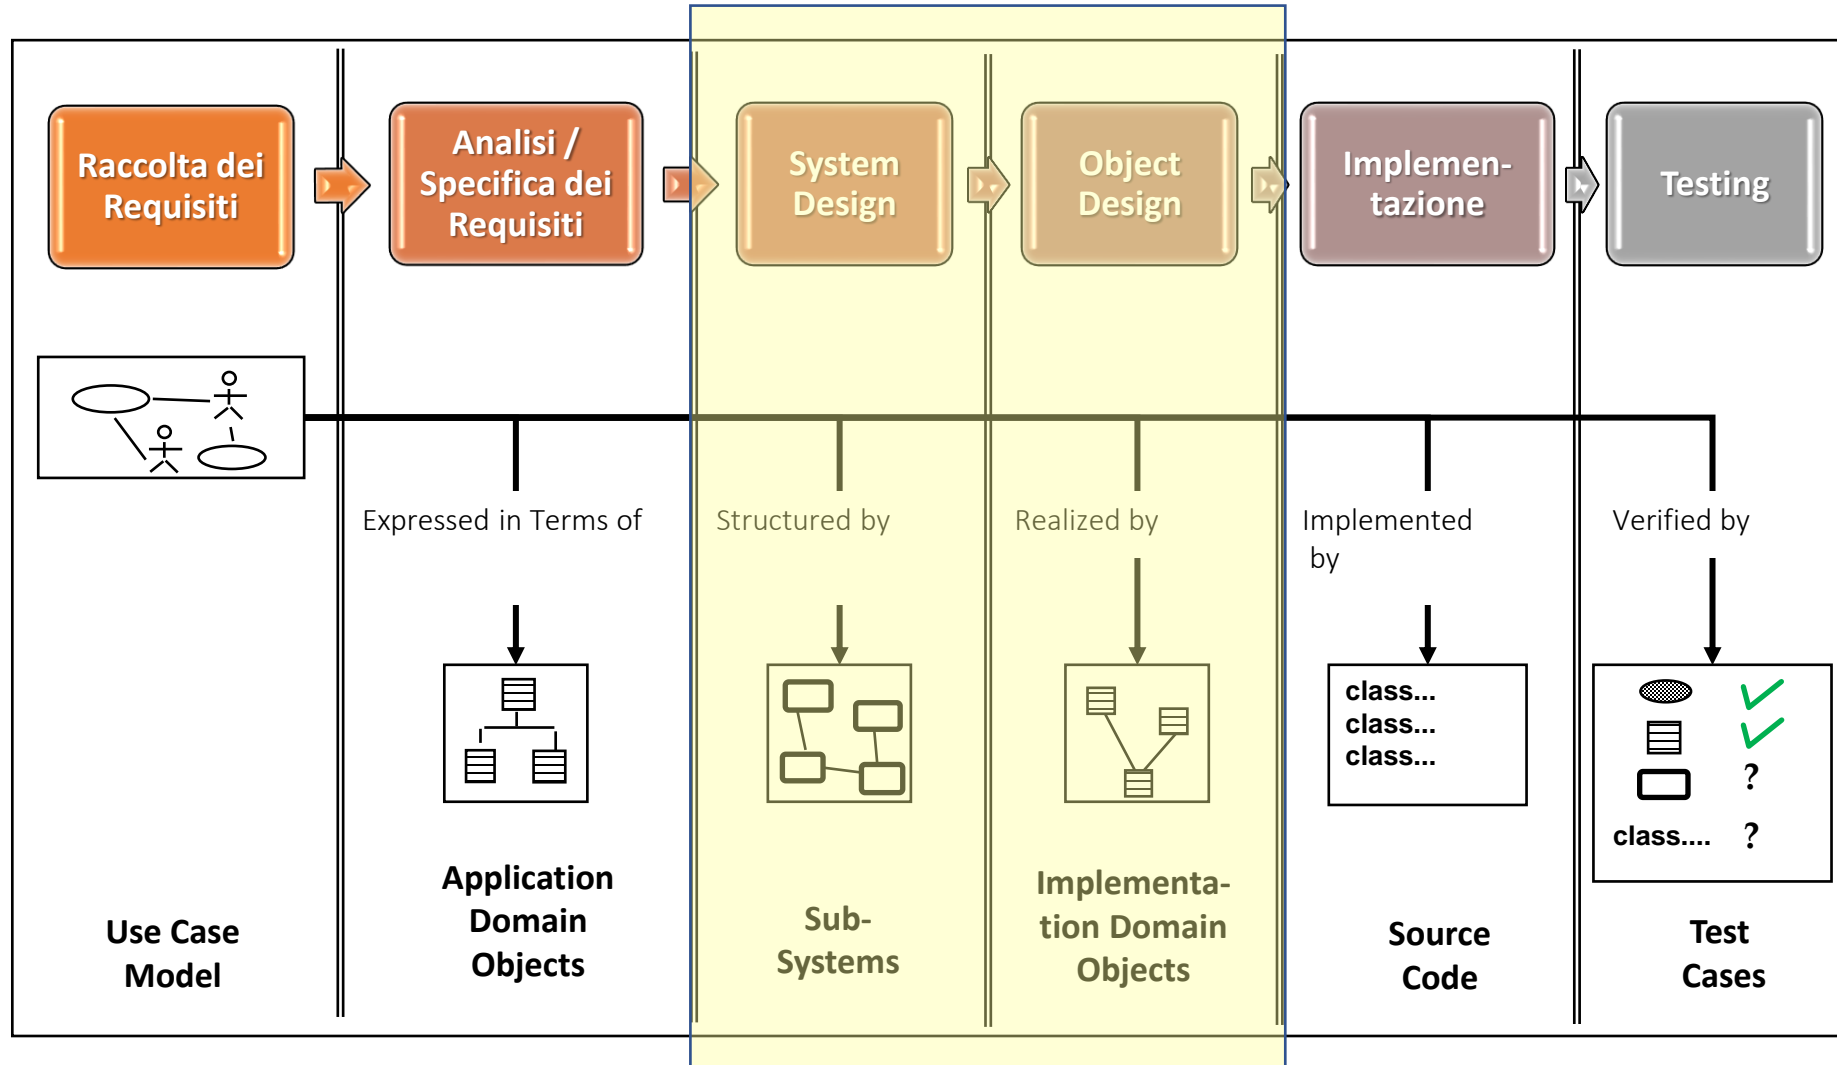 Raccolta dei
Requisiti
Analisi /
Specifica dei
Requisiti
System
Design
Object
Design
Implemen-
tazione
Testing
Expressed in Terms of
Structured by
Realized by
Implemented
by
Verified by
class...
class...
class...
?
class....
?
Use Case
Model
Application
Domain
Objects
Sub-
Systems
Implementa-
tion Domain
Objects
Source
Code
Test
Cases